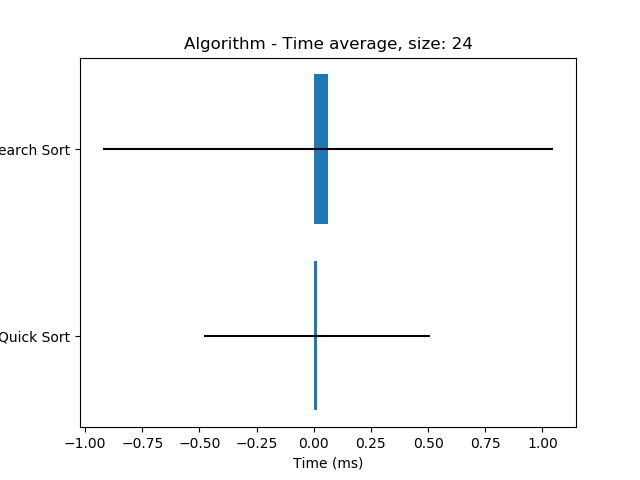 Algorithm - Time average, size: 24
earch Sort
Quick Sort
−1.00 −0.75 −0.50 −0.25 0.00 0.25 0.50 0.75 1.00
Time (ms)